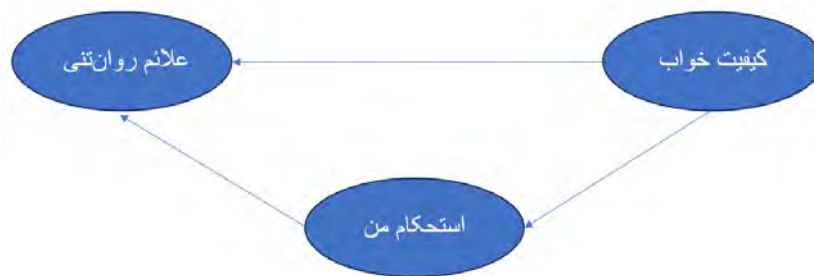 کیفیت خواب
علائم روان‌تنی
استحکام من